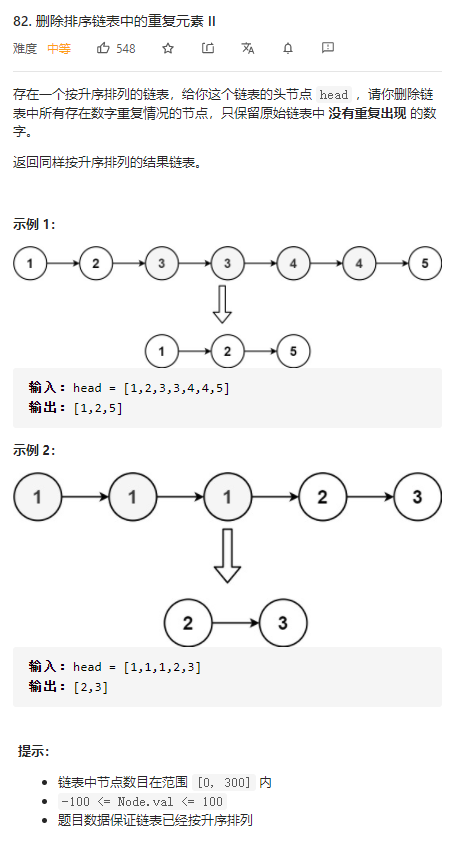 82. 删除排序链表中的重复元素 II
难度 中等 548
存在一个按升序排列的链表，给你这个链表的头节点 head ，请你删除链
表中所有存在数字重复情况的节点，只保留原始链表中 没有重复出现 的数
字。
返回同样按升序排列的结果链表。
示例 1：
1 2 3 3 4 4 5
1 2 5
输入：head = [1,2,3,3,4,4,5]
输出：[1,2,5]
示例 2：
1 1 1 2 3
2 3
输入：head = [1,1,1,2,3]
输出：[2,3]
提示：
链表中节点数目在范围 [0, 300] 内
-100 <= Node.val <= 100
题目数据保证链表已经按升序排列